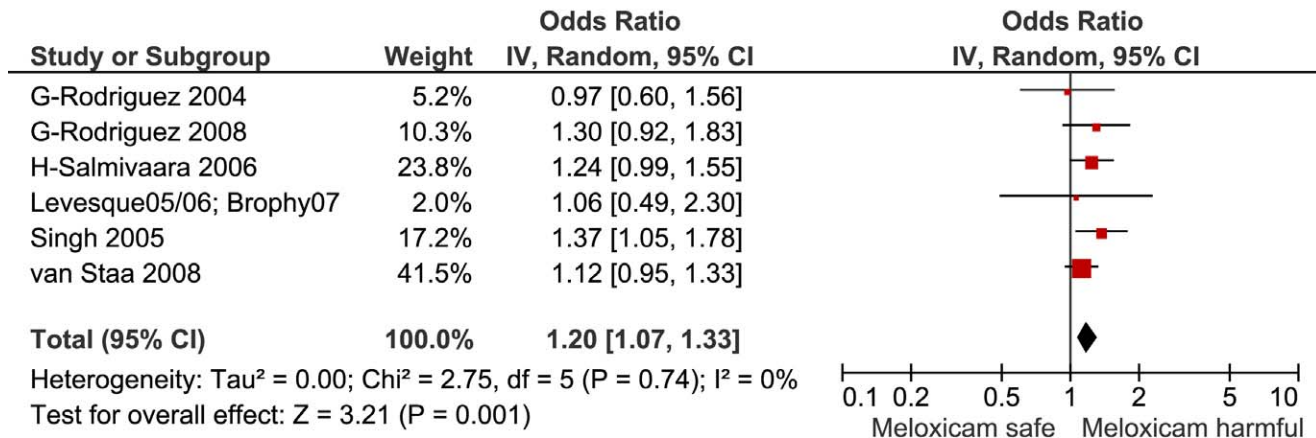 Odds Ratio Odds Ratio
Study or Subgroup Weight IV, Random, 95% CI IV, Random, 95% CI
G-Rodriguez 2004 5.2% 0.97 [0.60, 1.56]
G-Rodriguez 2008 10.3% 1.30 [0.92, 1.83]
H-Salmivaara 2006 23.8% 1.24 [0.99, 1.55]
Levesque05/06; Brophy07 2.0% 1.06 [0.49, 2.30]
Singh 2005 17.2% 1.37 [1.05, 1.78]
van Staa 2008 41.5% 1.12 [0.95, 1.33]
Total (95% CI) 100.0% 1.20 [1.07, 1.33]
Heterogeneity: Tau² = 0.00; Chi² = 2.75, df = 5 (P = 0.74); I² = 0%
Test for overall effect: Z = 3.21 (P = 0.001)
0.1 0.2 0.5 1 2 5 10
Meloxicam safe Meloxicam harmful